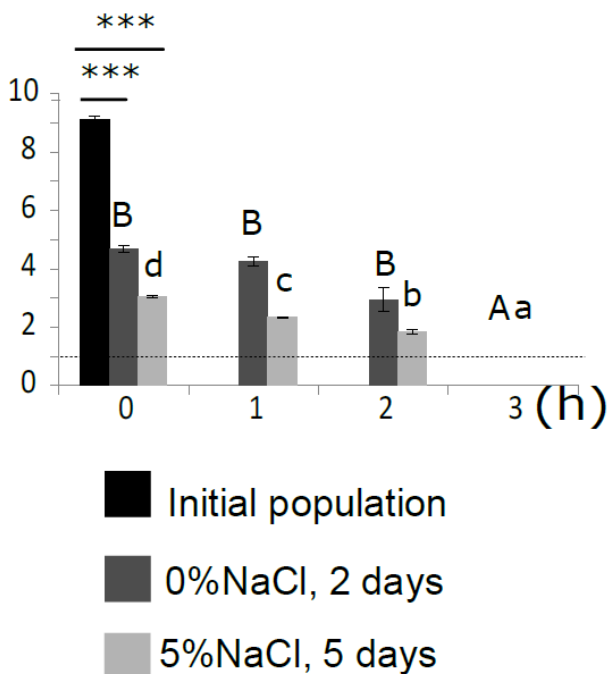 ***
***
10
8
6
4
2
0
B
d
B
c
B
b
Aa
0 1 2 3 (h)
Initial population
0%NaCl, 2 days
5%NaCl, 5 days